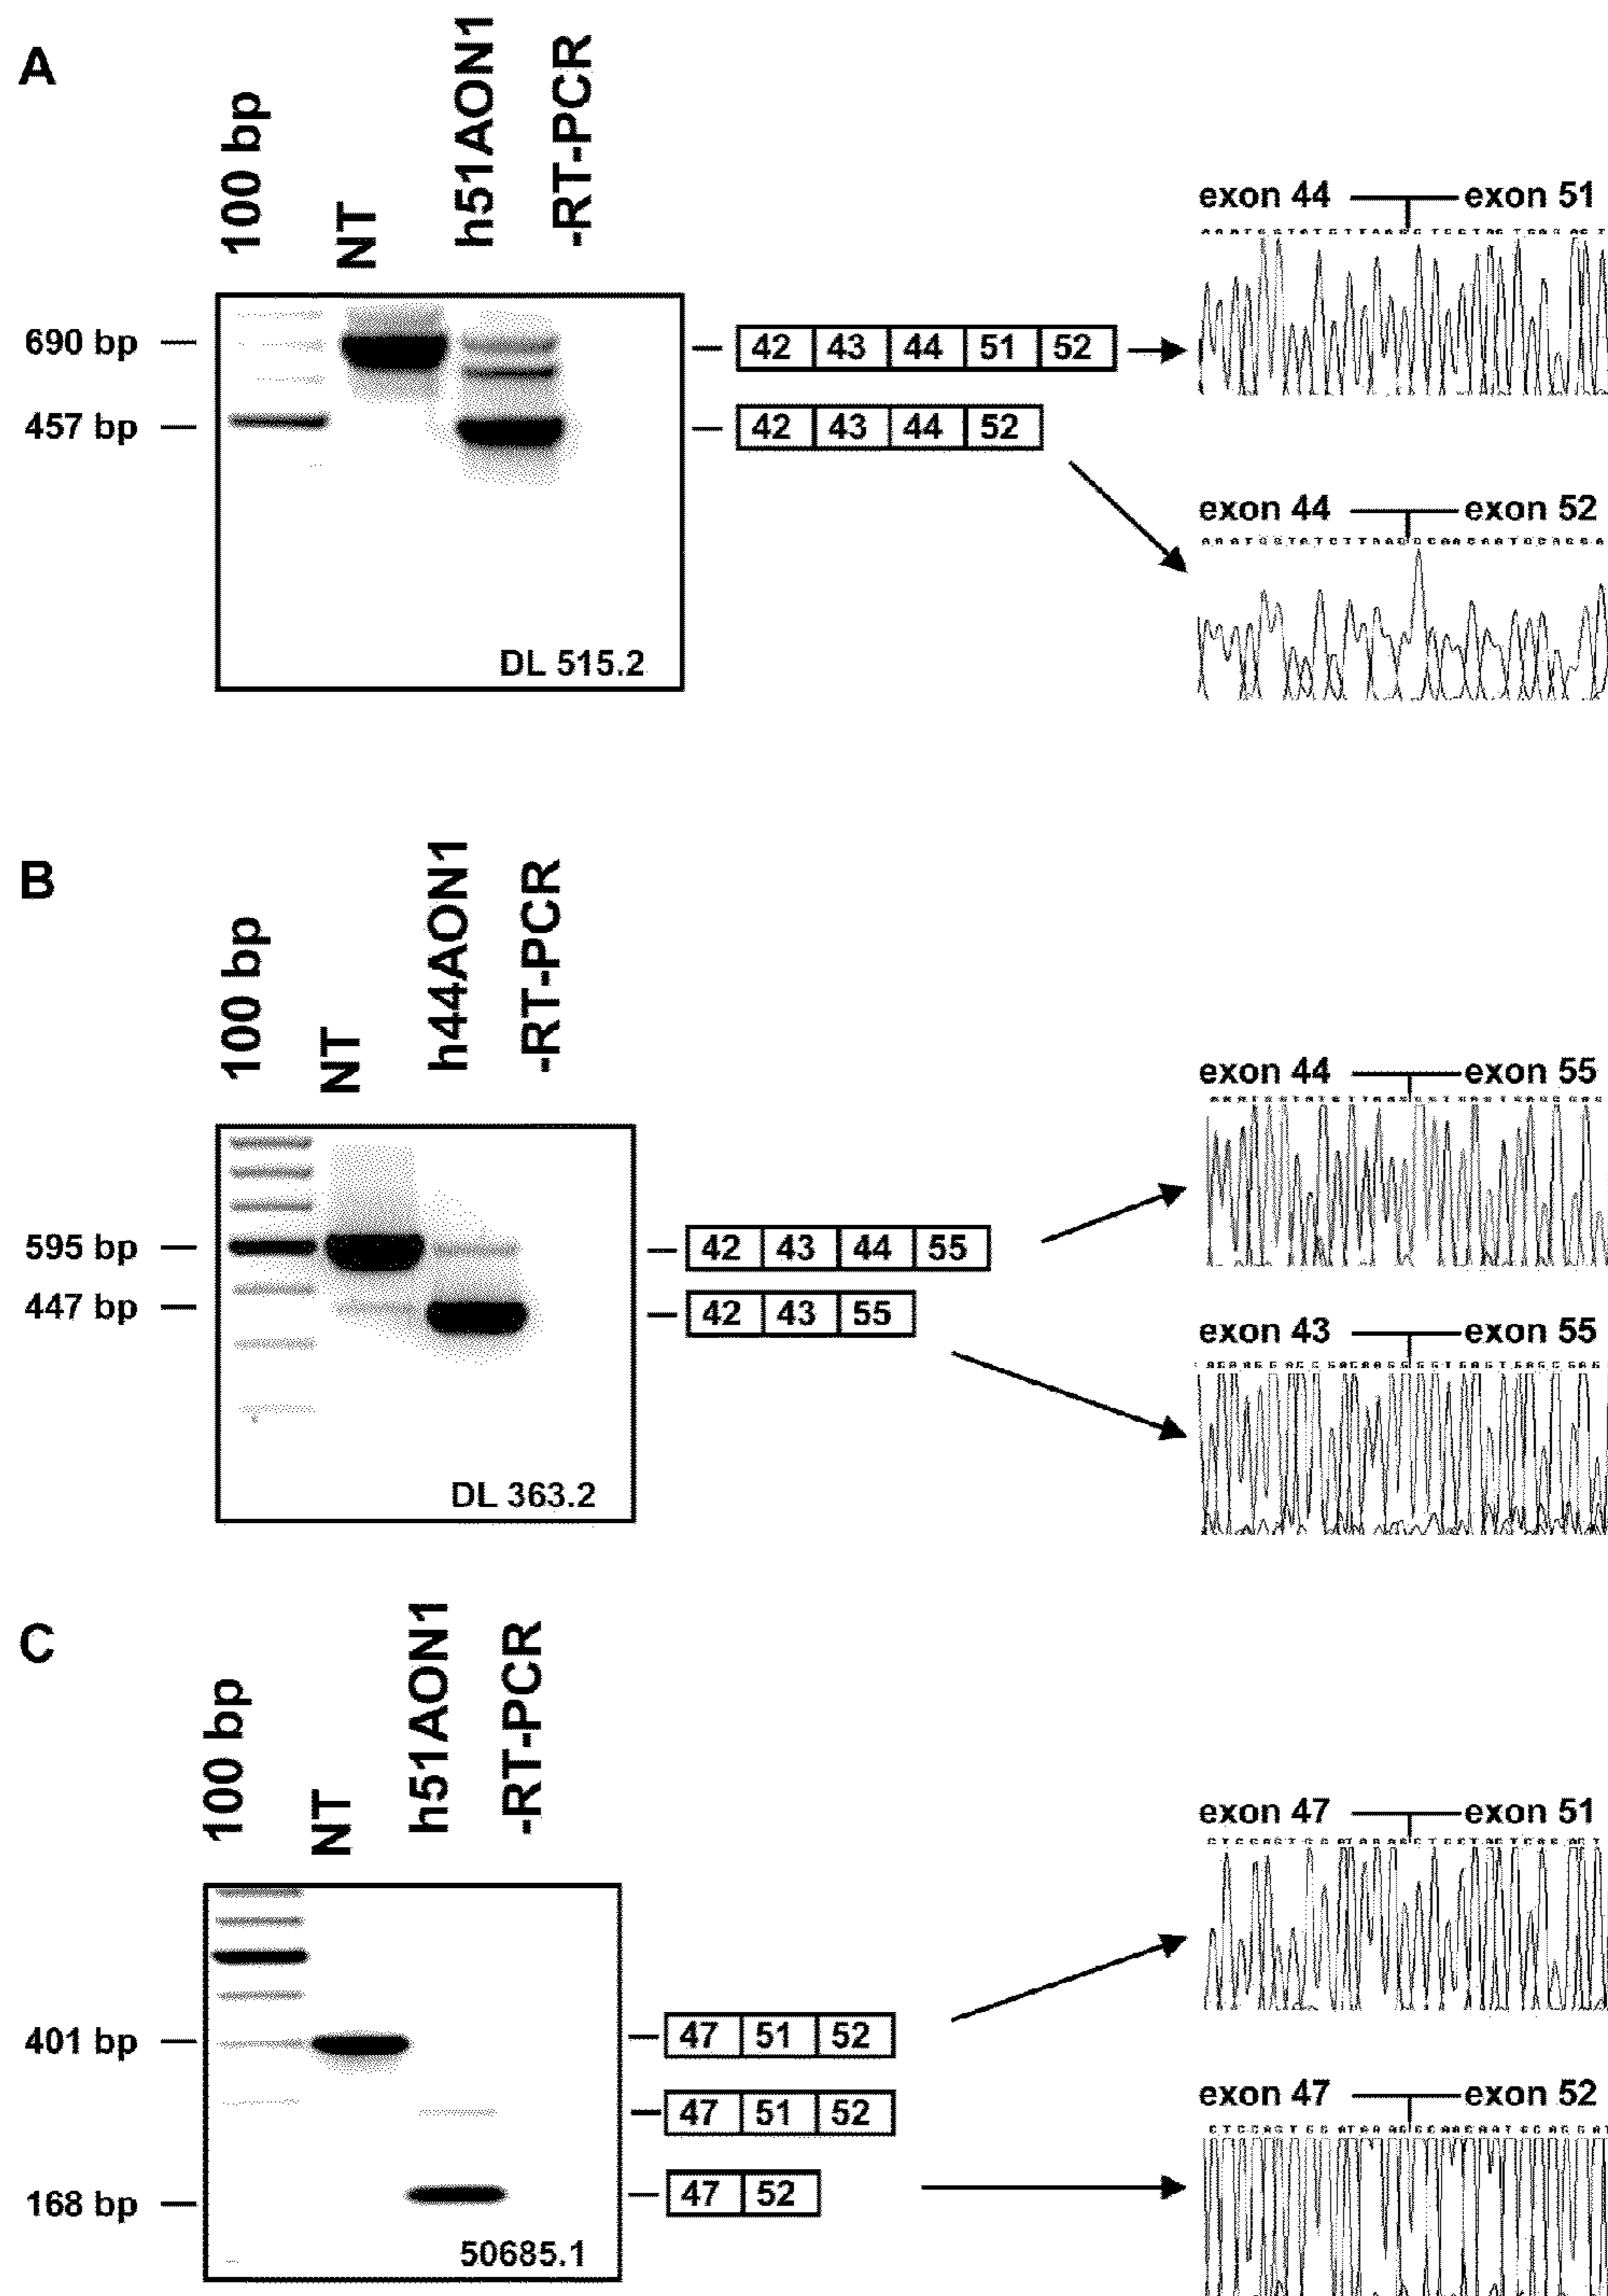 A
100 bp
NT
h51AON1
-RT-PCR
690 bp
457 bp
DL 515.2
42 43 44 51 52
42 43 44 52
exon 44 exon 51
exon 44 exon 52
B
100 bp
NT
h44AON1
-RT-PCR
595 bp
447 bp
DL 363.2
42 43 44 55
42 43 55
exon 44 exon 55
exon 43 exon 55
C
100 bp
NT
h51AON1
-RT-PCR
401 bp
168 bp
50685.1
47 51 52
47 51 52
47 52
exon 47 exon 51
exon 47 exon 52